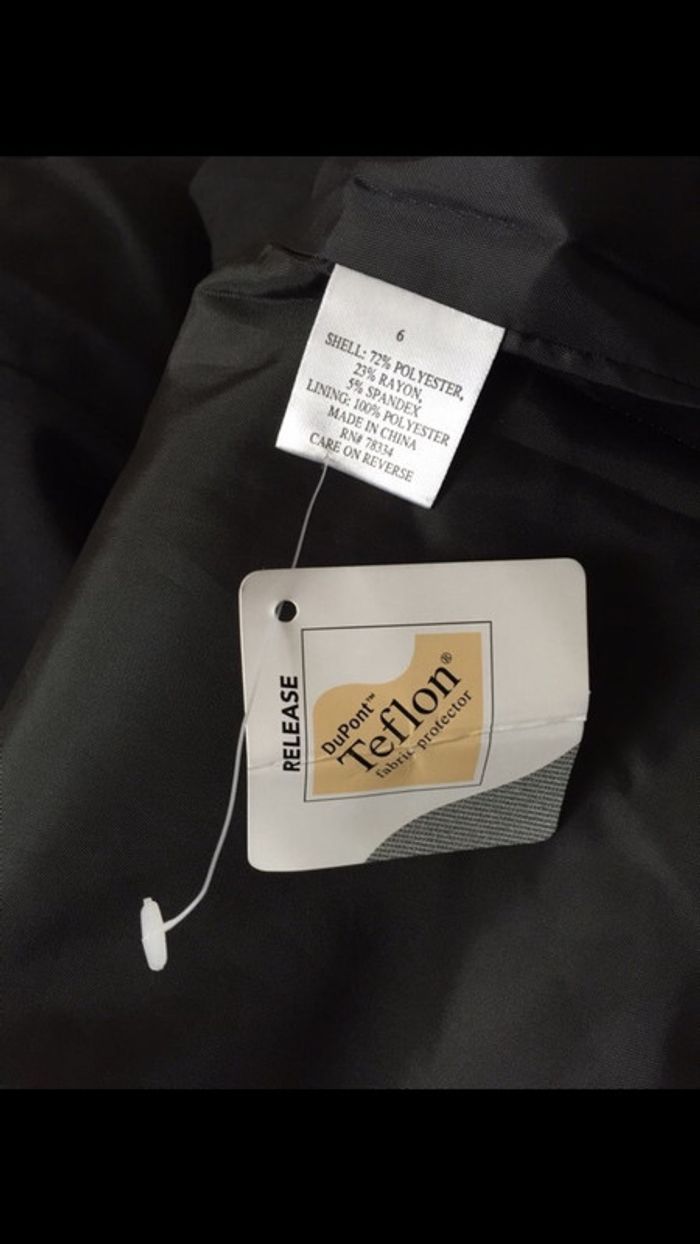 6
SHELL: 72% POLYESTER,
23% RAYON,
5% SPANDEX
LINING: 100% POLYESTER
MADE IN CHINA
RN# 78334
CARE ON REVERSE
RELEASE
DuPont™
Teflon®
fabric protector